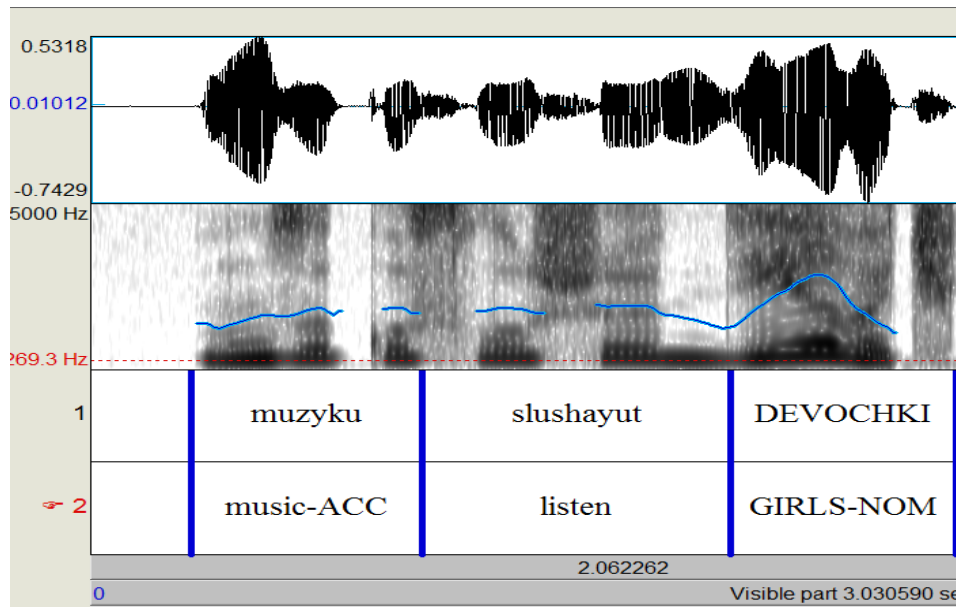 0.5318
0.01012
-0.7429
5000 Hz
269.3 Hz
1 muzyku slushayut DEVOCHKI
2 music-ACC listen GIRLS-NOM
2.062262
0 Visible part 3.030590 se